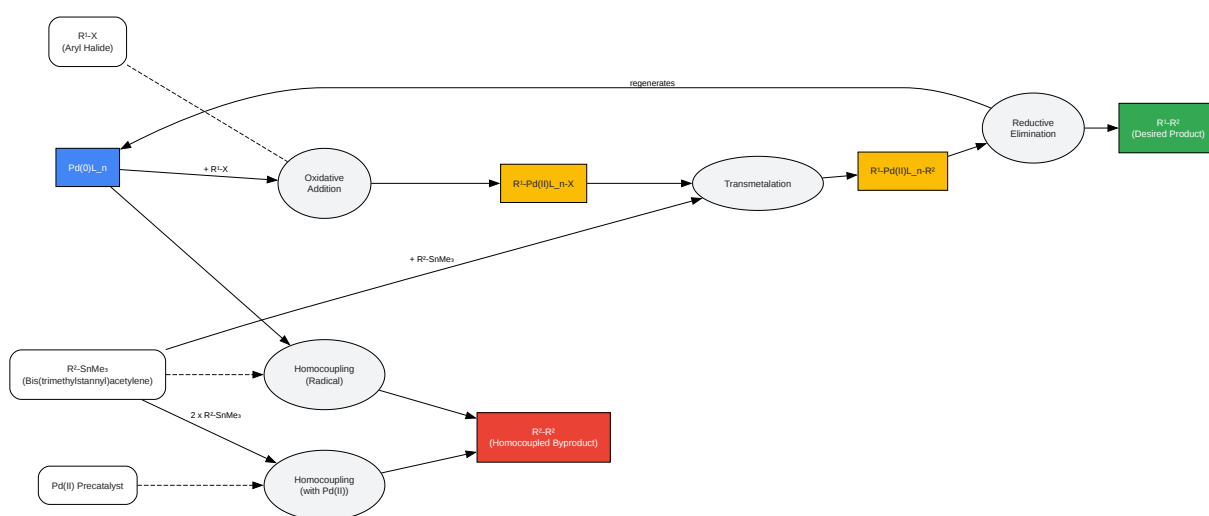 R¹-X
(Aryl Halide)
regenerates
Reductive
Elimination
R¹-R²
(Desired Product)
Pd(0)L_n
+ R¹-X
Oxidative
Addition
R¹-Pd(II)L_n-X
Transmetalation
R¹-Pd(II)L_n-R²
+ R²-SnMe₃
R²-SnMe₃
(Bis(trimethylstannyl)acetylene)
Homocoupling
(Radical)
2 x R²-SnMe₃
R²-R²
(Homocoupled Byproduct)
Pd(II) Precatalyst
Homocoupling
(with Pd(II))